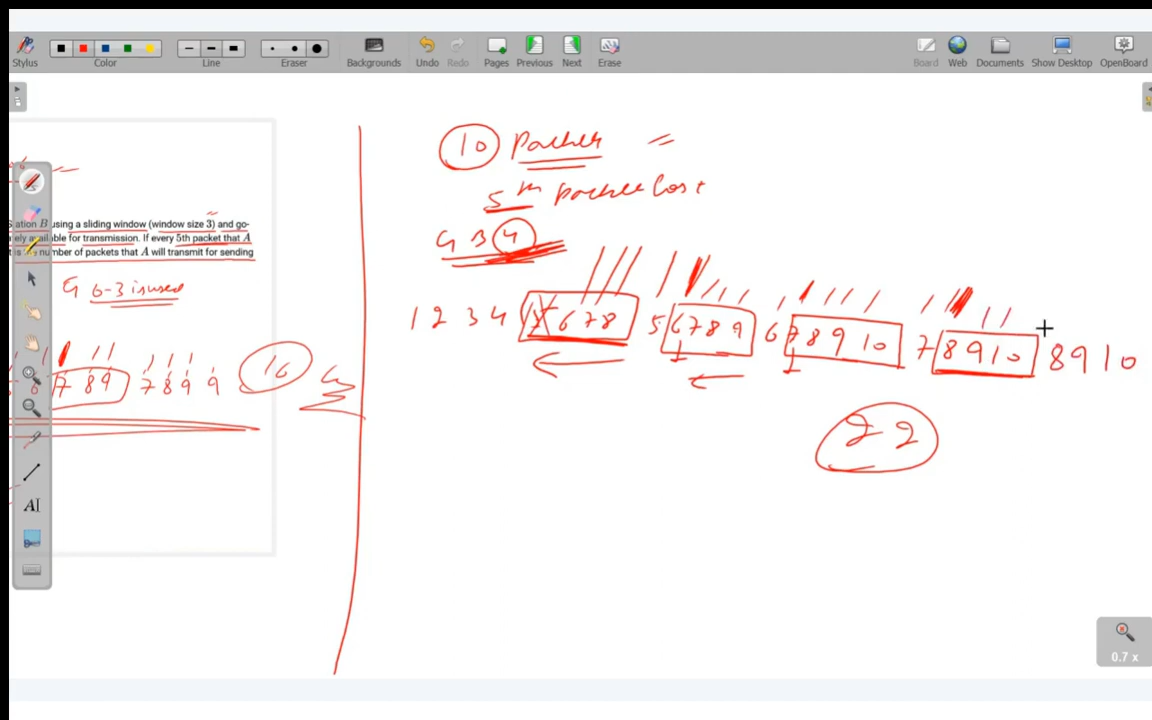 Stylus Color Line Eraser Backgrounds Undo Redo Pages Previous Next Erase Board Web Documents Show Desktop OpenBoard
10 Packets =
5th packet lost
G B 4
ation B using a sliding window (window size 3) and go-
ely available for transmission. If every 5th packet that A
number of packets that A will transmit for sending
G B-3 is used
1 2 3 4 5 6 7 8 5 6 7 8 9 6 7 8 9 10 7 8 9 10 8 9 10
6 7 8 9 7 8 9 9 16
22
AI
0.7 x